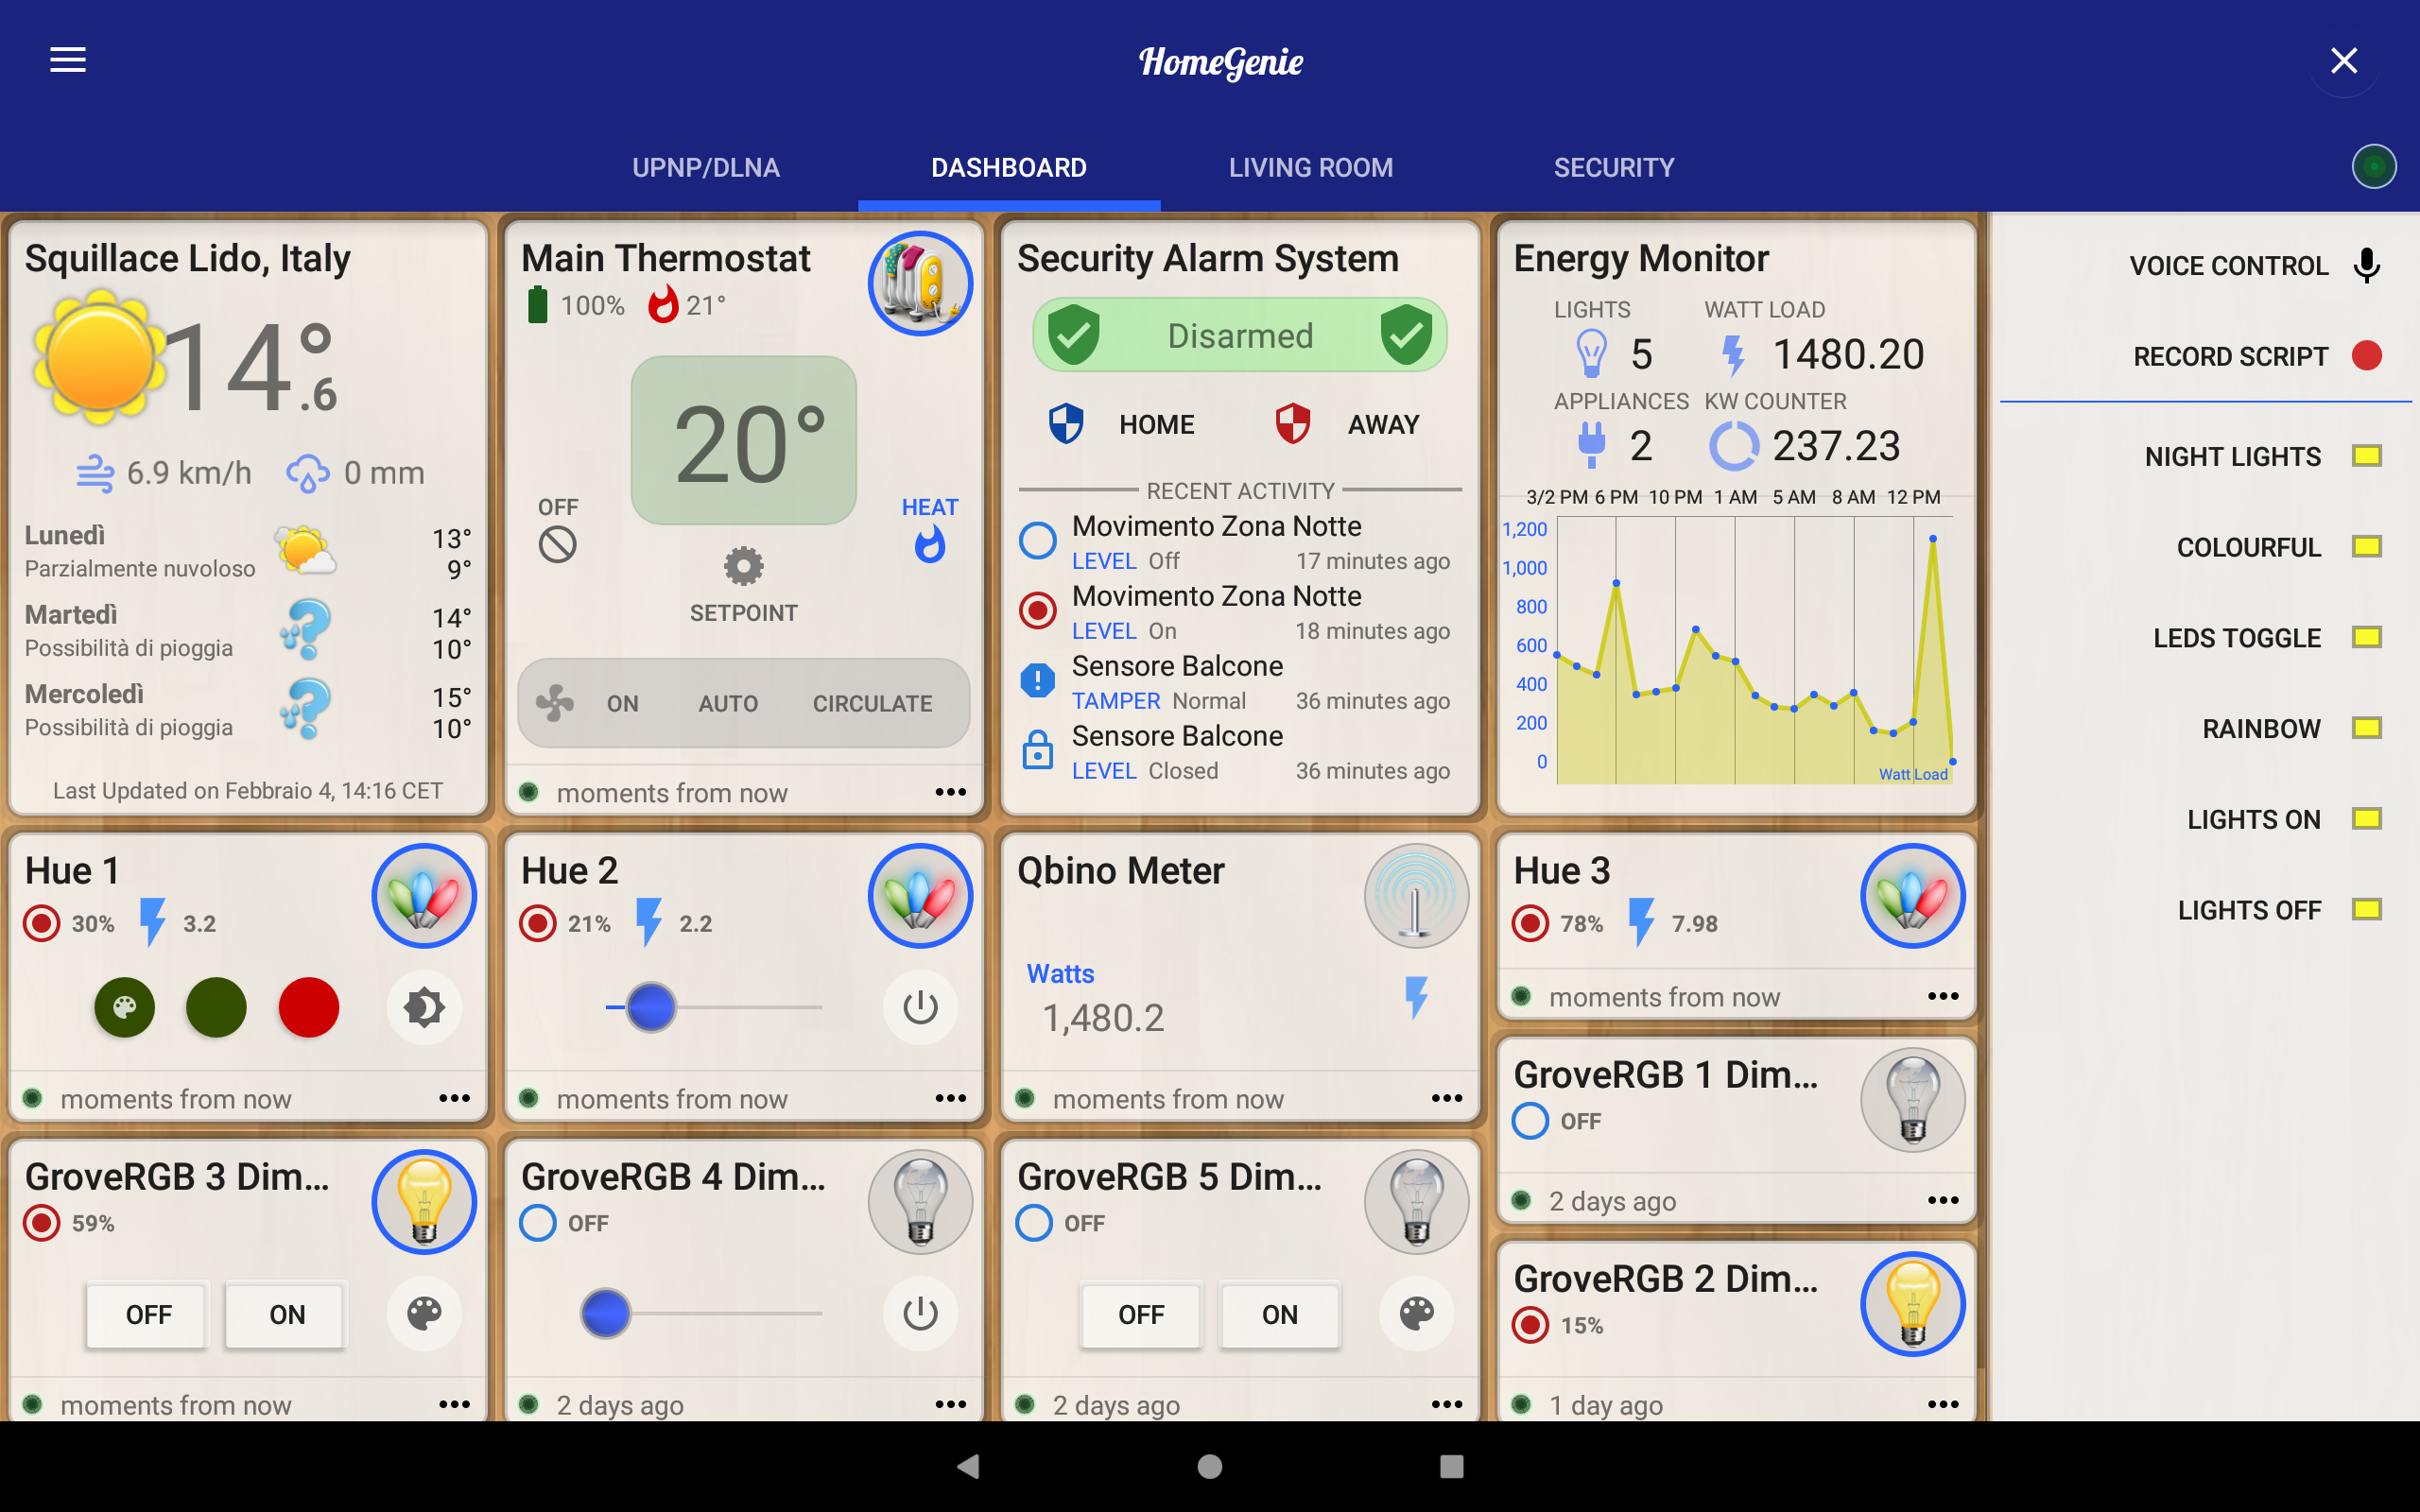 HomeGenie
UPNP/DLNA
DASHBOARD
LIVING ROOM
SECURITY
Squillace Lido, Italy
14°.6
6.9 km/h
0 mm
Lunedì
13°
Parzialmente nuvoloso
9°
Martedì
14°
Possibilità di pioggia
10°
Mercoledì
15°
Possibilità di pioggia
10°
Last Updated on Febbraio 4, 14:16 CET
Main Thermostat
100%
21°
20°
OFF
HEAT
SETPOINT
ON
AUTO
CIRCULATE
moments from now
Security Alarm System
Disarmed
HOME
AWAY
RECENT ACTIVITY
Movimento Zona Notte
LEVEL Off
17 minutes ago
Movimento Zona Notte
LEVEL On
18 minutes ago
Sensore Balcone
TAMPER Normal
36 minutes ago
Sensore Balcone
LEVEL Closed
36 minutes ago
Energy Monitor
LIGHTS
WATT LOAD
5
1480.20
APPLIANCES
KW COUNTER
2
237.23
3/2 PM 6 PM 10 PM 1 AM 5 AM 8 AM 12 PM
1,200
1,000
800
600
400
200
0
Watt Load
VOICE CONTROL
RECORD SCRIPT
NIGHT LIGHTS
COLOURFUL
LEDS TOGGLE
RAINBOW
LIGHTS ON
LIGHTS OFF
Hue 1
30%
3.2
moments from now
Hue 2
21%
2.2
moments from now
Qbino Meter
Watts
1,480.2
moments from now
Hue 3
78%
7.98
moments from now
GroveRGB 1 Dim...
OFF
2 days ago
GroveRGB 3 Dim...
59%
OFF
ON
moments from now
GroveRGB 4 Dim...
OFF
2 days ago
GroveRGB 5 Dim...
OFF
OFF
ON
2 days ago
GroveRGB 2 Dim...
15%
1 day ago